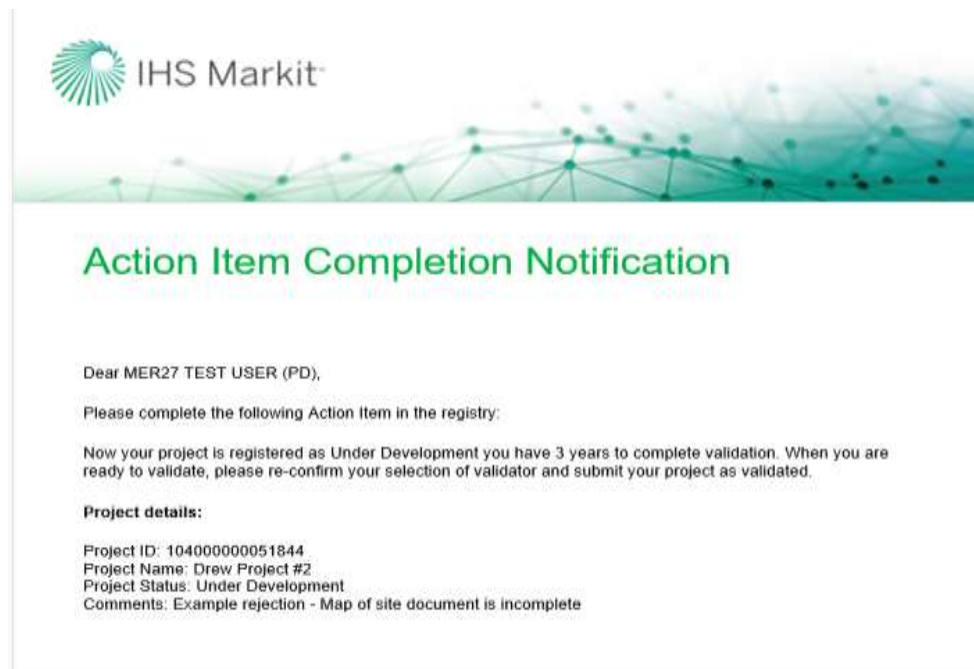 IHS Markit™
Action Item Completion Notification
Dear MER27 TEST USER (PD),
Please complete the following Action Item in the registry:
Now your project is registered as Under Development you have 3 years to complete validation. When you are
ready to validate, please re-confirm your selection of validator and submit your project as validated.
Project details:
Project ID: 104000000051844
Project Name: Drew Project #2
Project Status: Under Development
Comments: Example rejection - Map of site document is incomplete